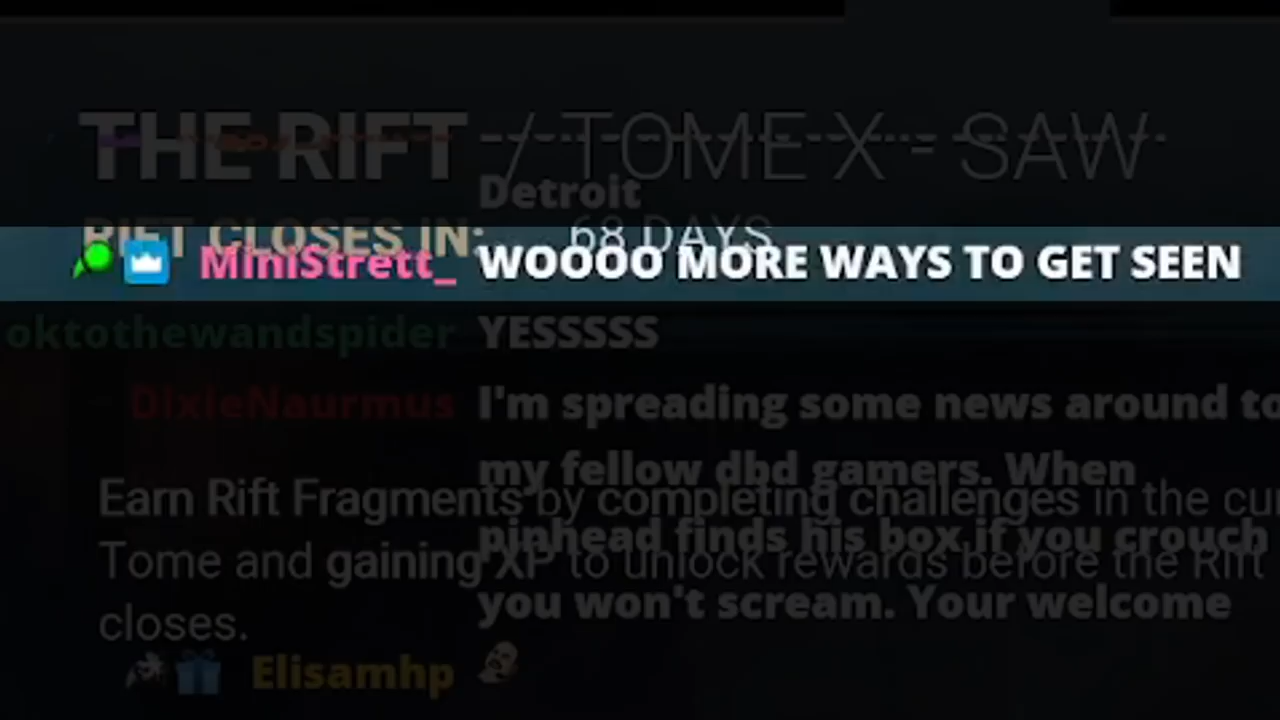 THE RIFT / TOME X - SAW
Detroit
RIFT CLOSES IN: 68 DAYS
MiniStrett_ WOOOO MORE WAYS TO GET SEEN
oktothewandspider YESSSSS
DixieNaurmus I'm spreading some news around to
my fellow dbd gamers. When
Earn Rift Fragments by completing challenges in the cu
pinhead finds his box if you crouch
Tome and gaining XP to unlock rewards before the Rift
you won't scream. Your welcome
closes.
Elisamhp